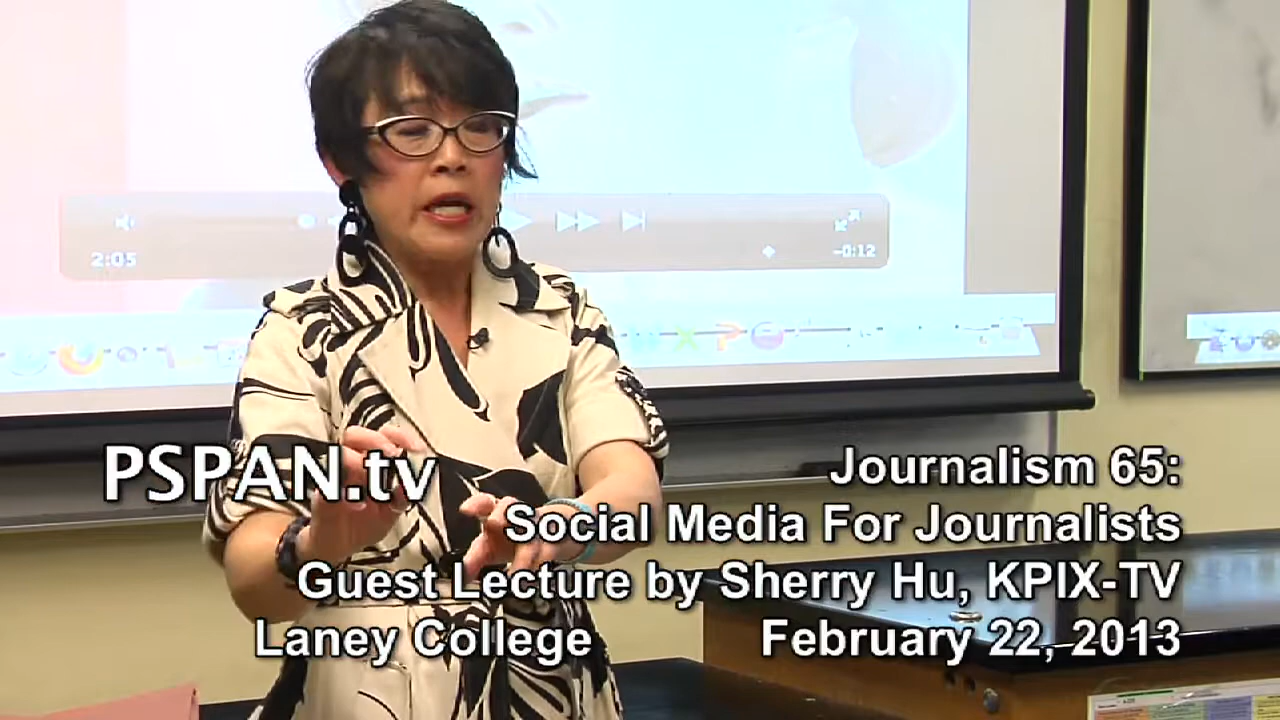 2:05
-0:12
PSPAN.tv
Journalism 65:
Social Media For Journalists
Guest Lecture by Sherry Hu, KPIX-TV
Laney College
February 22, 2013